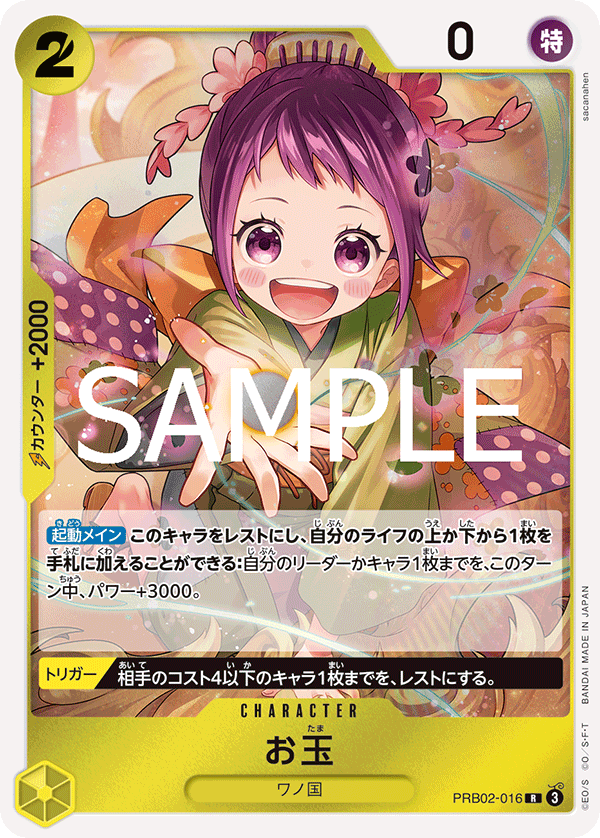 2
0
特
sacanahen
カウンター +2000
SAMPLE
起動メイン このキャラをレストにし、自分のライフの上か下から1枚を
手札に加えることができる:自分のリーダーかキャラ1枚までを、このター
ン中、パワー+3000。
トリガー 相手のコスト4以下のキャラ1枚までを、レストにする。
CHARACTER
お玉
ワノ国
PRB02-016 R 3
©E.O/S ©O/S·F·T BANDAI MADE IN JAPAN